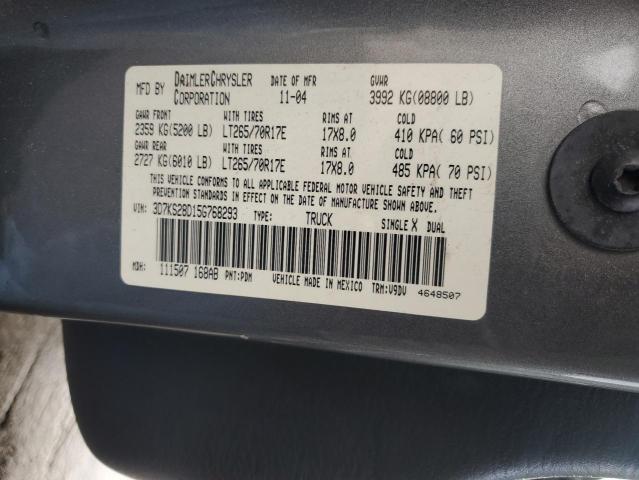 MFD BY DAIMLERCHRYSLER CORPORATION DATE OF MFR 11-04 GVWR 3992 KG(08800 LB)
GAWR FRONT WITH TIRES RIMS AT COLD
2359 KG(5200 LB) LT265/70R17E 17X8.0 410 KPA( 60 PSI)
GAWR REAR WITH TIRES RIMS AT COLD
2727 KG(6010 LB) LT265/70R17E 17X8.0 485 KPA( 70 PSI)
THIS VEHICLE CONFORMS TO ALL APPLICABLE FEDERAL MOTOR VEHICLE SAFETY AND THEFT
PREVENTION STANDARDS IN EFFECT ON THE DATE OF MANUFACTURE SHOWN ABOVE.
VIN: 3D7KS28D15G768293 TYPE: TRUCK SINGLE X DUAL
MDH: 111507 168AB PNT:PDM VEHICLE MADE IN MEXICO TRM:V9DV 4648507